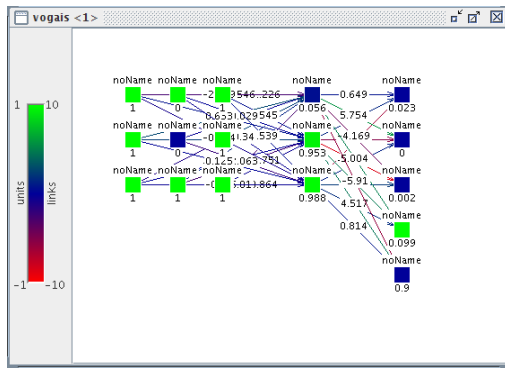 vogais <1>
noName noName noName noName noName
1 0 1 0.056 0.023
0.649
5.754
noName noName noName noName noName
1 0 1 0.953 0
-4.169
-5.004
noName noName noName noName noName
1 1 1 0.988 0.002
-5.91
4.517
0.814
noName
0.099
noName
0.9
1 10
units
links
-1 -10